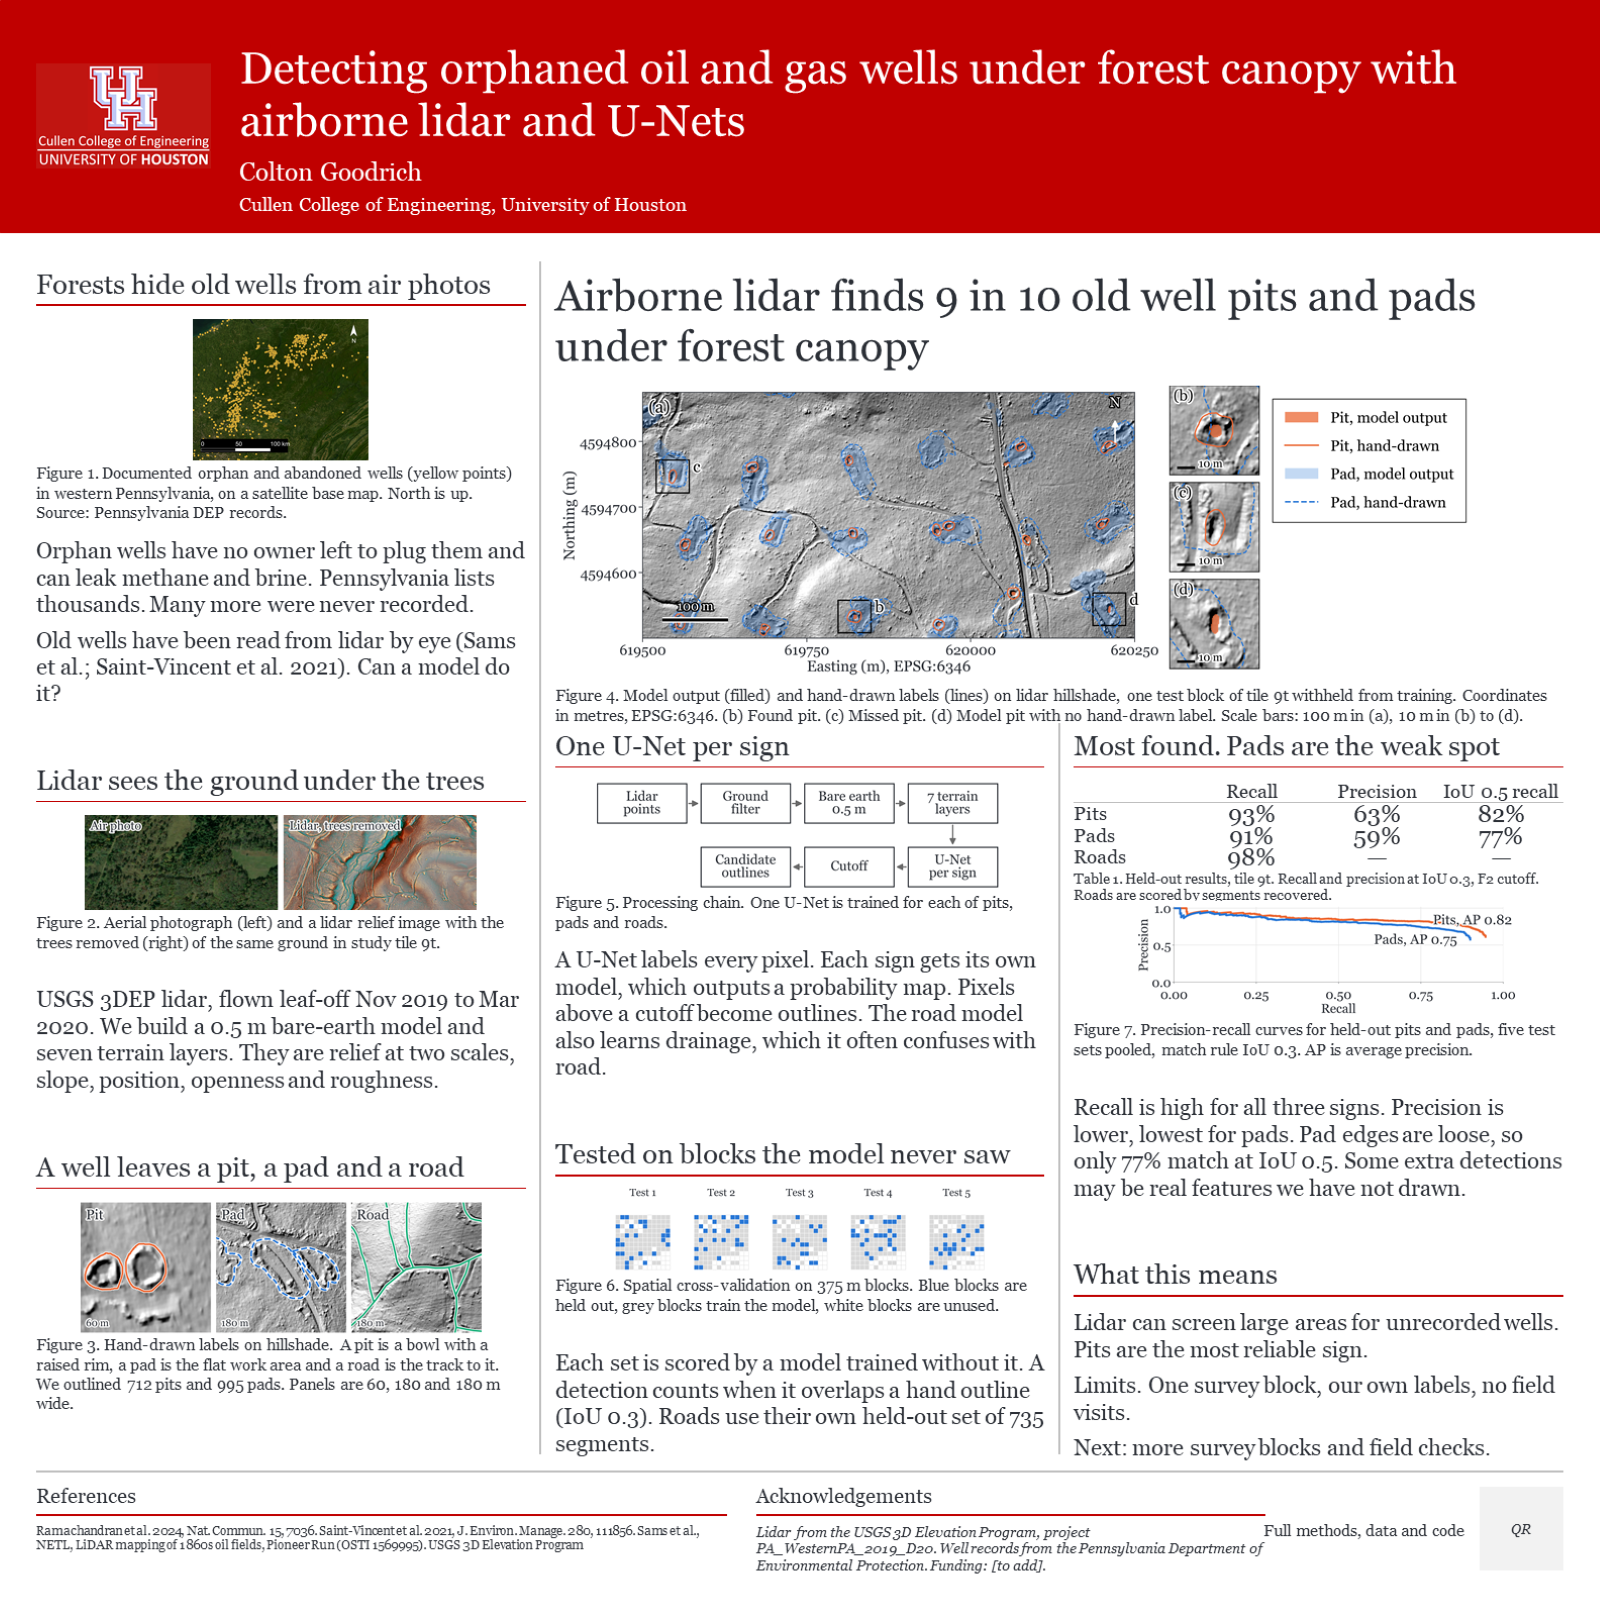 Cullen College of Engineering
UNIVERSITY OF HOUSTON
Detecting orphaned oil and gas wells under forest canopy with
airborne lidar and U-Nets
Colton Goodrich
Cullen College of Engineering, University of Houston
Forests hide old wells from air photos
N
0 50 100 km
Figure 1. Documented orphan and abandoned wells (yellow points)
in western Pennsylvania, on a satellite base map. North is up.
Source: Pennsylvania DEP records.
Orphan wells have no owner left to plug them and
can leak methane and brine. Pennsylvania lists
thousands. Many more were never recorded.
Old wells have been read from lidar by eye (Sams
et al.; Saint-Vincent et al. 2021). Can a model do
it?
Lidar sees the ground under the trees
Air photo
Lidar, trees removed
Figure 2. Aerial photograph (left) and a lidar relief image with the
trees removed (right) of the same ground in study tile 9t.
USGS 3DEP lidar, flown leaf-off Nov 2019 to Mar
2020. We build a 0.5 m bare-earth model and
seven terrain layers. They are relief at two scales,
slope, position, openness and roughness.
A well leaves a pit, a pad and a road
Pit
Pad
Road
60 m
180 m
180 m
Figure 3. Hand-drawn labels on hillshade. A pit is a bowl with a
raised rim, a pad is the flat work area and a road is the track to it.
We outlined 712 pits and 995 pads. Panels are 60, 180 and 180 m
wide.
Airborne lidar finds 9 in 10 old well pits and pads
under forest canopy
(a)
N
c
b
d
100 m
4594800
4594700
4594600
Northing (m)
619500 619750 620000 620250
Easting (m), EPSG:6346
(b)
10 m
(c)
10 m
(d)
10 m
Pit, model output
Pit, hand-drawn
Pad, model output
Pad, hand-drawn
Figure 4. Model output (filled) and hand-drawn labels (lines) on lidar hillshade, one test block of tile 9t withheld from training. Coordinates
in metres, EPSG:6346. (b) Found pit. (c) Missed pit. (d) Model pit with no hand-drawn label. Scale bars: 100 m in (a), 10 m in (b) to (d).
One U-Net per sign
Lidar
points
Ground
filter
Bare earth
0.5 m
7 terrain
layers
Candidate
outlines
Cutoff
U-Net
per sign
Figure 5. Processing chain. One U-Net is trained for each of pits,
pads and roads.
A U-Net labels every pixel. Each sign gets its own
model, which outputs a probability map. Pixels
above a cutoff become outlines. The road model
also learns drainage, which it often confuses with
road.
Tested on blocks the model never saw
Test 1 Test 2 Test 3 Test 4 Test 5
Figure 6. Spatial cross-validation on 375 m blocks. Blue blocks are
held out, grey blocks train the model, white blocks are unused.
Each set is scored by a model trained without it. A
detection counts when it overlaps a hand outline
(IoU 0.3). Roads use their own held-out set of 735
segments.
Most found. Pads are the weak spot
Recall Precision IoU 0.5 recall
Pits 93% 63% 82%
Pads 91% 59% 77%
Roads 98% — —
Table 1. Held-out results, tile 9t. Recall and precision at IoU 0.3, F2 cutoff.
Roads are scored by segments recovered.
1.0
0.5
0.0
Precision
Pits, AP 0.82
Pads, AP 0.75
0.00 0.25 0.50 0.75 1.00
Recall
Figure 7. Precision-recall curves for held-out pits and pads, five test
sets pooled, match rule IoU 0.3. AP is average precision.
Recall is high for all three signs. Precision is
lower, lowest for pads. Pad edges are loose, so
only 77% match at IoU 0.5. Some extra detections
may be real features we have not drawn.
What this means
Lidar can screen large areas for unrecorded wells.
Pits are the most reliable sign.
Limits. One survey block, our own labels, no field
visits.
Next: more survey blocks and field checks.
References
Ramachandran et al. 2024, Nat. Commun. 15, 7036. Saint-Vincent et al. 2021, J. Environ. Manage. 280, 111856. Sams et al.,
NETL, LiDAR mapping of 1860s oil fields, Pioneer Run (OSTI 1569995). USGS 3D Elevation Program
Acknowledgements
Lidar from the USGS 3D Elevation Program, project
PA_WesternPA_2019_D20. Well records from the Pennsylvania Department of
Environmental Protection. Funding: [to add].
Full methods, data and code
QR